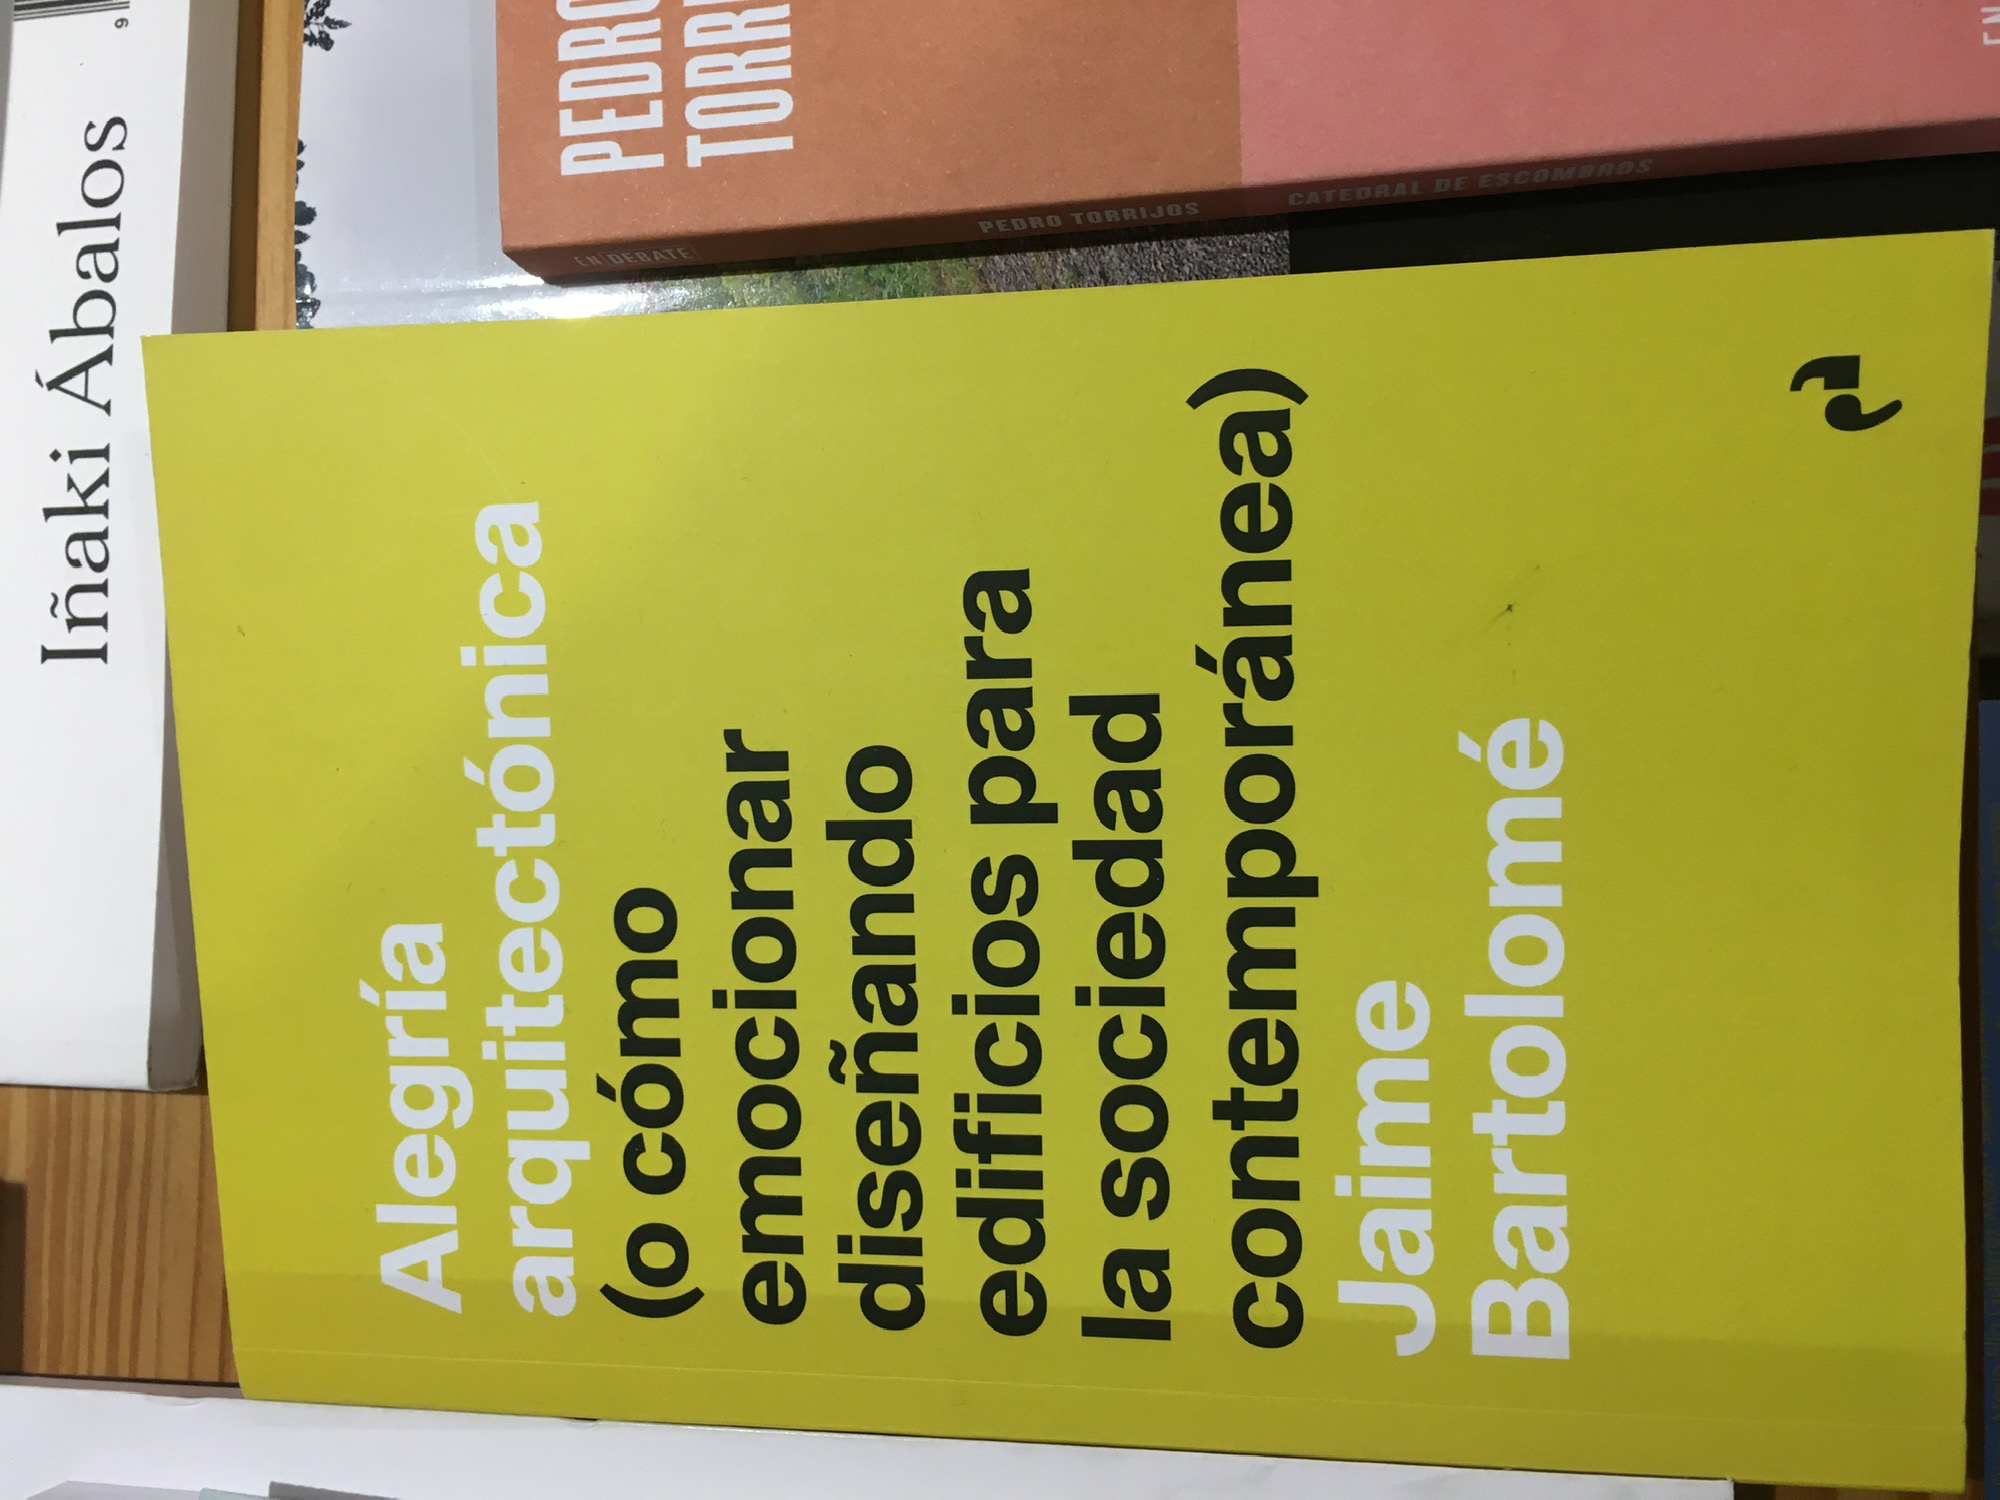 Iñaki Ábalos
PEDRO
EN DEBATE
PEDRO TORRIJOS
CATEDRAL DE ESCOMBROS
Alegría
arquitectónica
(o cómo
emocionar
diseñando
edificios para
la sociedad
contemporánea)
Jaime
Bartolomé